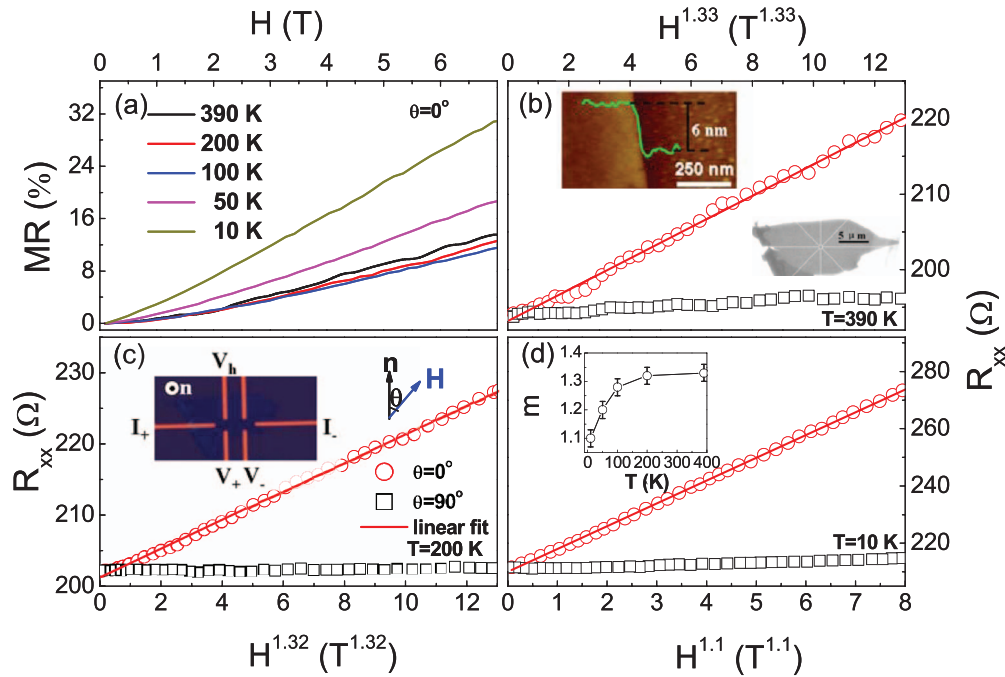 H (T)
0 1 2 3 4 5 6
H^1.33 (T^1.33)
0 2 4 6 8 10 12
(a)
θ=0°
390 K
200 K
100 K
50 K
10 K
MR (%)
32
24
16
8
0
(b)
6 nm
250 nm
5 μm
T=390 K
220
210
200
R_xx (Ω)
(c)
n
V_h
I_+
I_-
V_+ V_-
n
H
θ
θ=0°
θ=90°
linear fit
T=200 K
R_xx (Ω)
230
220
210
200
0 2 4 6 8 10 12
H^1.32 (T^1.32)
(d)
m
1.4
1.3
1.2
1.1
0 100 200 300 400
T (K)
T=10 K
280
260
240
220
0 1 2 3 4 5 6 7 8
H^1.1 (T^1.1)